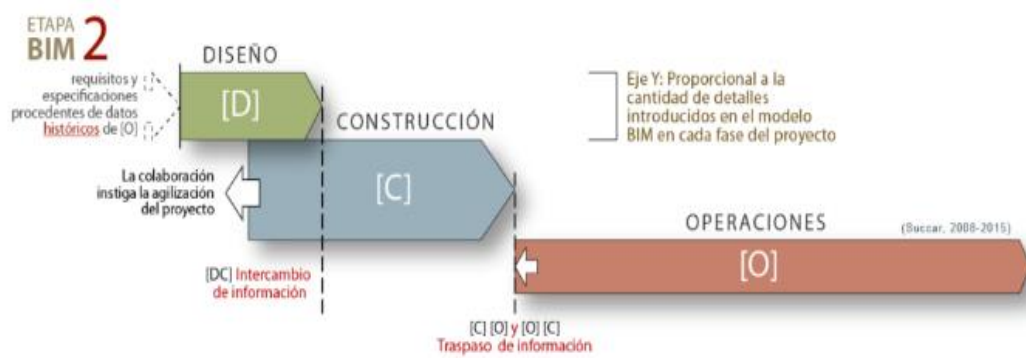 ETAPA
BIM 2
requisitos y
especificaciones
procedentes de datos
históricos de [O]
DISEÑO
[D]
CONSTRUCCIÓN
[C]
Eje Y: Proporcional a la
cantidad de detalles
introducidos en el modelo
BIM en cada fase del proyecto
La colaboración
instiga la agilización
del proyecto
OPERACIONES
(Succar, 2008-2015)
[O]
[DC] Intercambio
de información
[C] [O] y [O] [C]
Traspaso de información